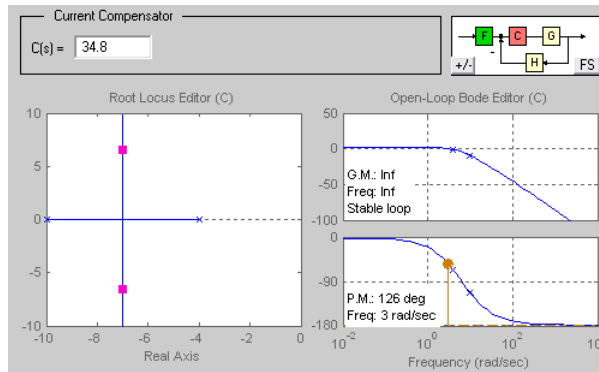 Current Compensator
C(s) = 34.8
F C G
H
-
+/- FS
Root Locus Editor (C)
10
5
0
-5
-10
-10 -8 -6 -4 -2 0
Real Axis
Open-Loop Bode Editor (C)
50
0
-50
-100
G.M.: Inf
Freq: Inf
Stable loop
0
-90
-180
P.M.: 126 deg
Freq: 3 rad/sec
10^-2 10^0 10^2 10^4
Frequency (rad/sec)